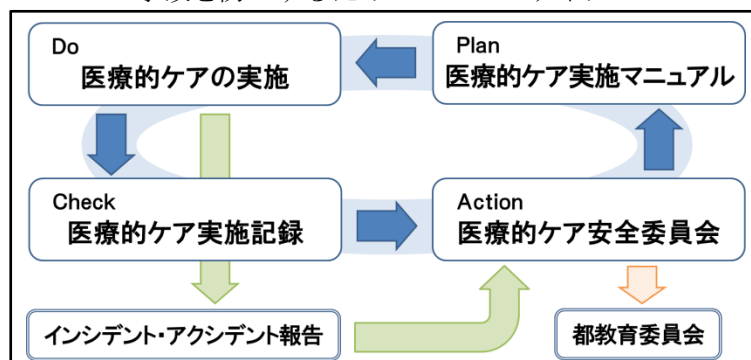 Do
医療的ケアの実施
Plan
医療的ケア実施マニュアル
Check
医療的ケア実施記録
Action
医療的ケア安全委員会
インシデント・アクシデント報告
都教育委員会